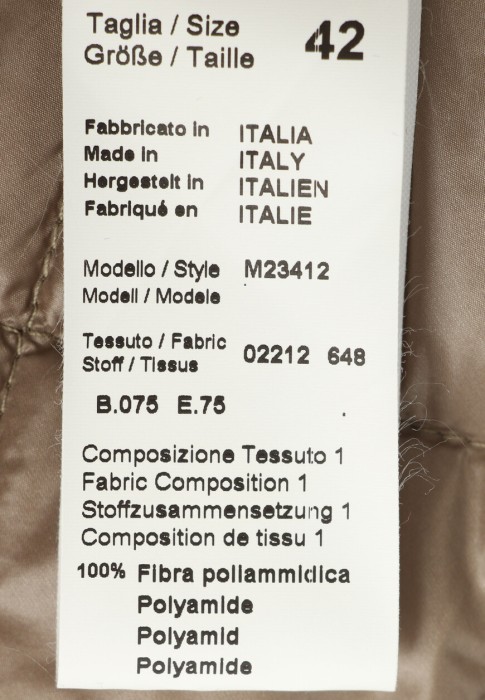 Taglia / Size 42
Größe / Taille
Fabbricato in ITALIA
Made in ITALY
Hergestelt in ITALIEN
Fabriqué en ITALIE
Modello / Style M23412
Modell / Modele
Tessuto / Fabric 02212 648
Stoff / Tissus
B.075 E.75
Composizione Tessuto 1
Fabric Composition 1
Stoffzusammensetzung 1
Composition de tissu 1
100% Fibra poliammidica
Polyamide
Polyamid
Polyamide